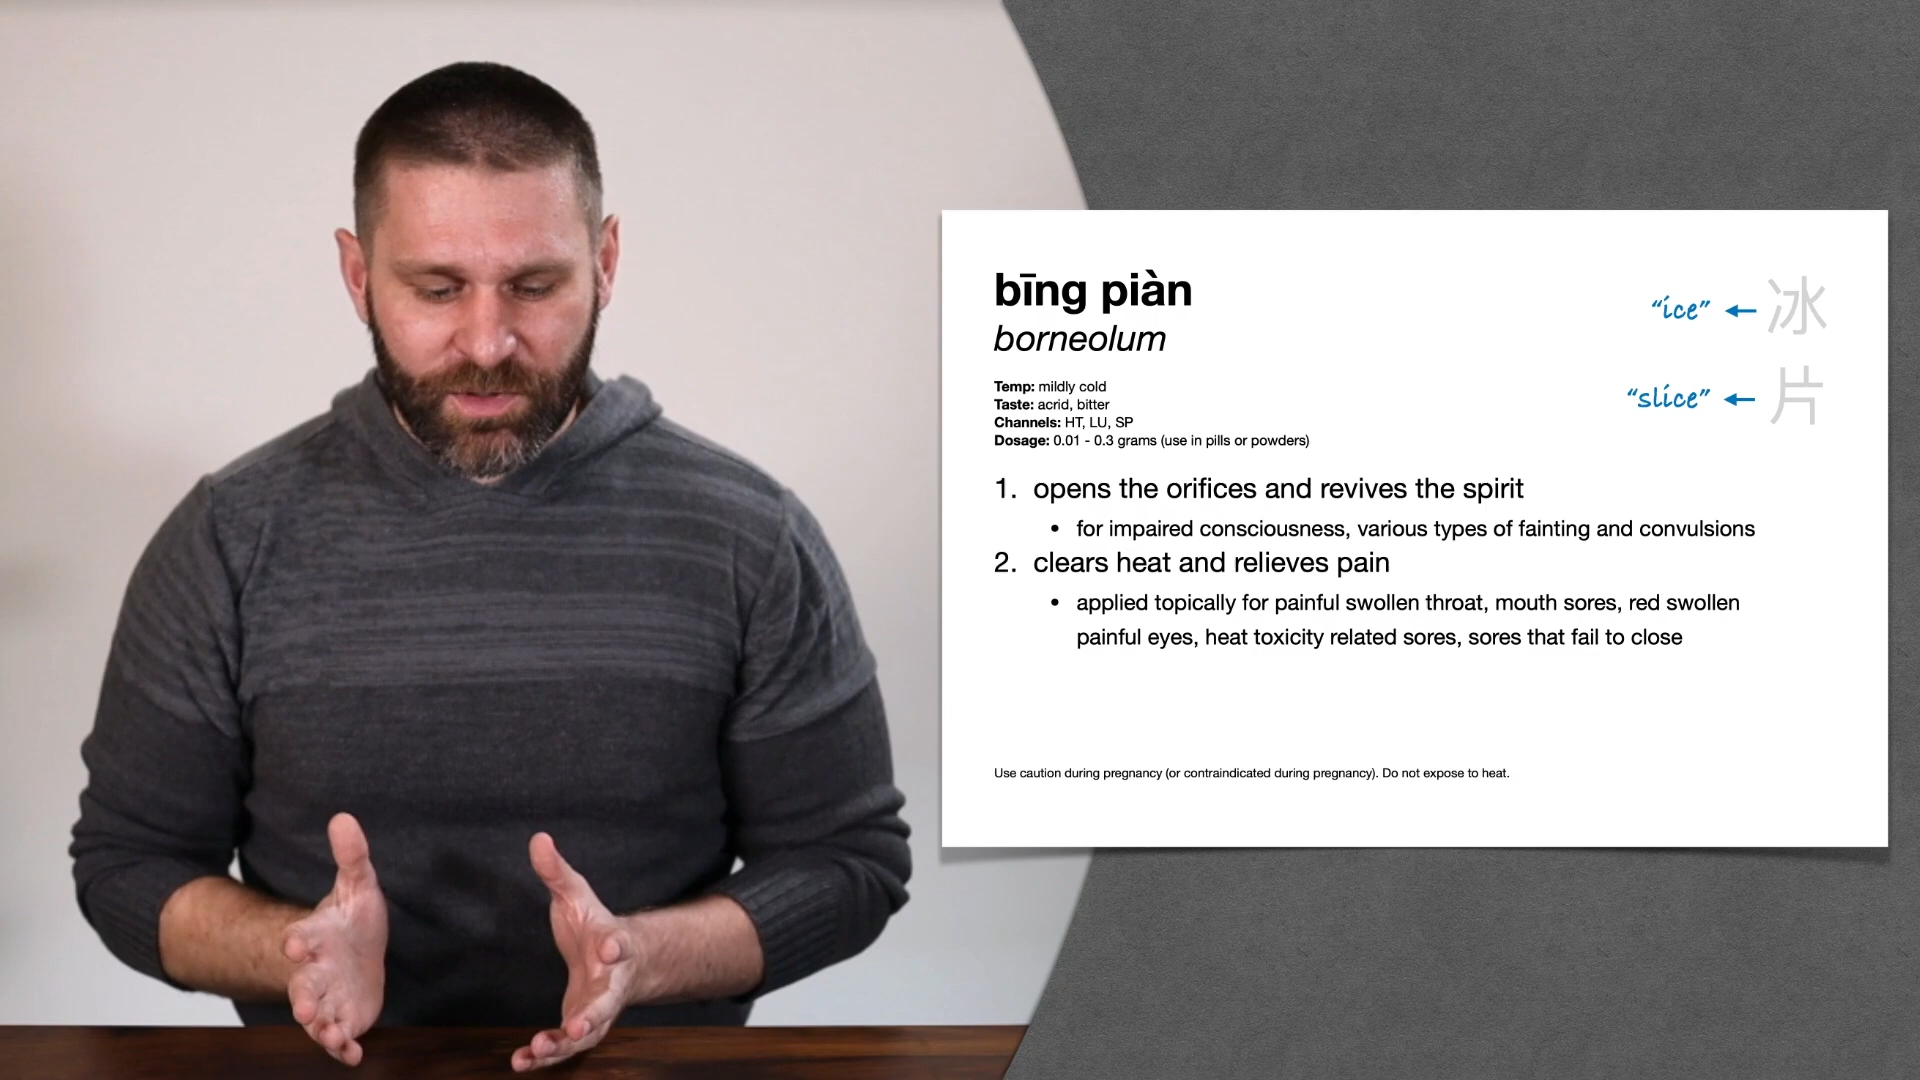 bīng piàn
borneolum
"ice" ← 冰
"slice" ← 片
Temp: mildly cold
Taste: acrid, bitter
Channels: HT, LU, SP
Dosage: 0.01 - 0.3 grams (use in pills or powders)
1. opens the orifices and revives the spirit
• for impaired consciousness, various types of fainting and convulsions
2. clears heat and relieves pain
• applied topically for painful swollen throat, mouth sores, red swollen
painful eyes, heat toxicity related sores, sores that fail to close
Use caution during pregnancy (or contraindicated during pregnancy). Do not expose to heat.